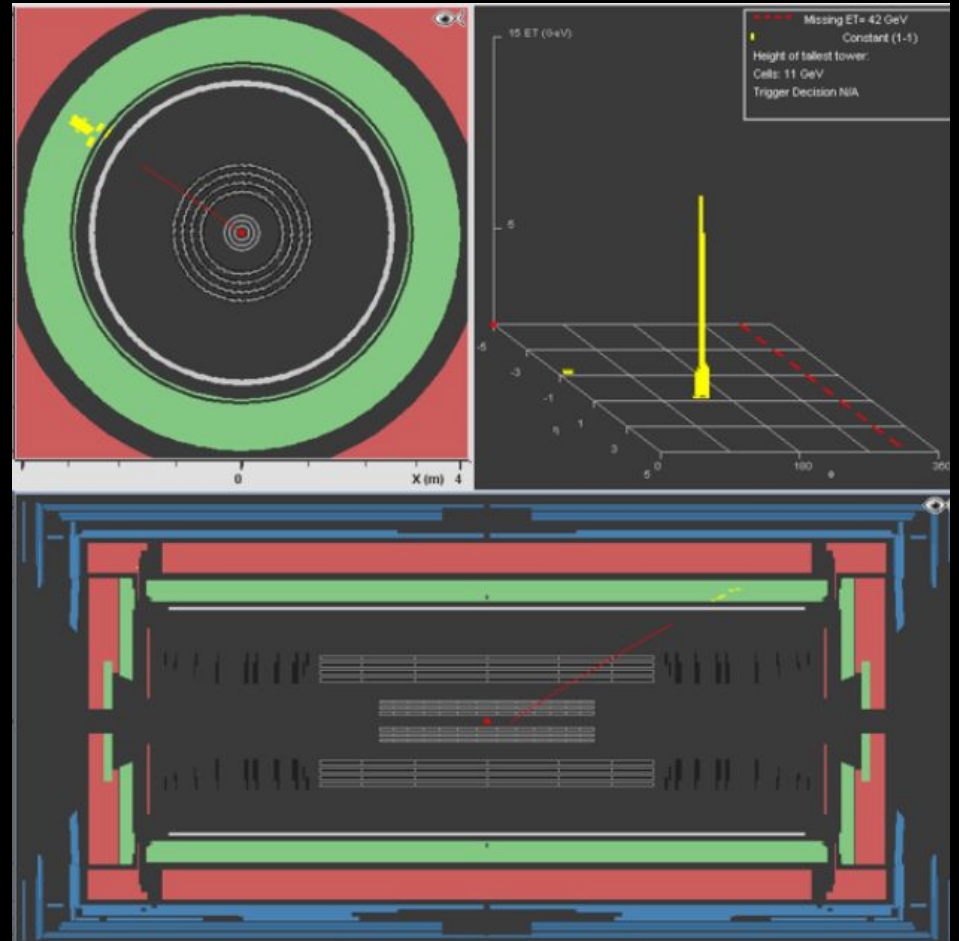 Missing ET= 42 GeV
Constant (1-1)
Height of tallest tower:
Cells: 11 GeV
Trigger Decision N/A
15 ET (GeV)
5
-5
-3
-1
η 1
3
5
0
180
φ
360
0
X (m) 4